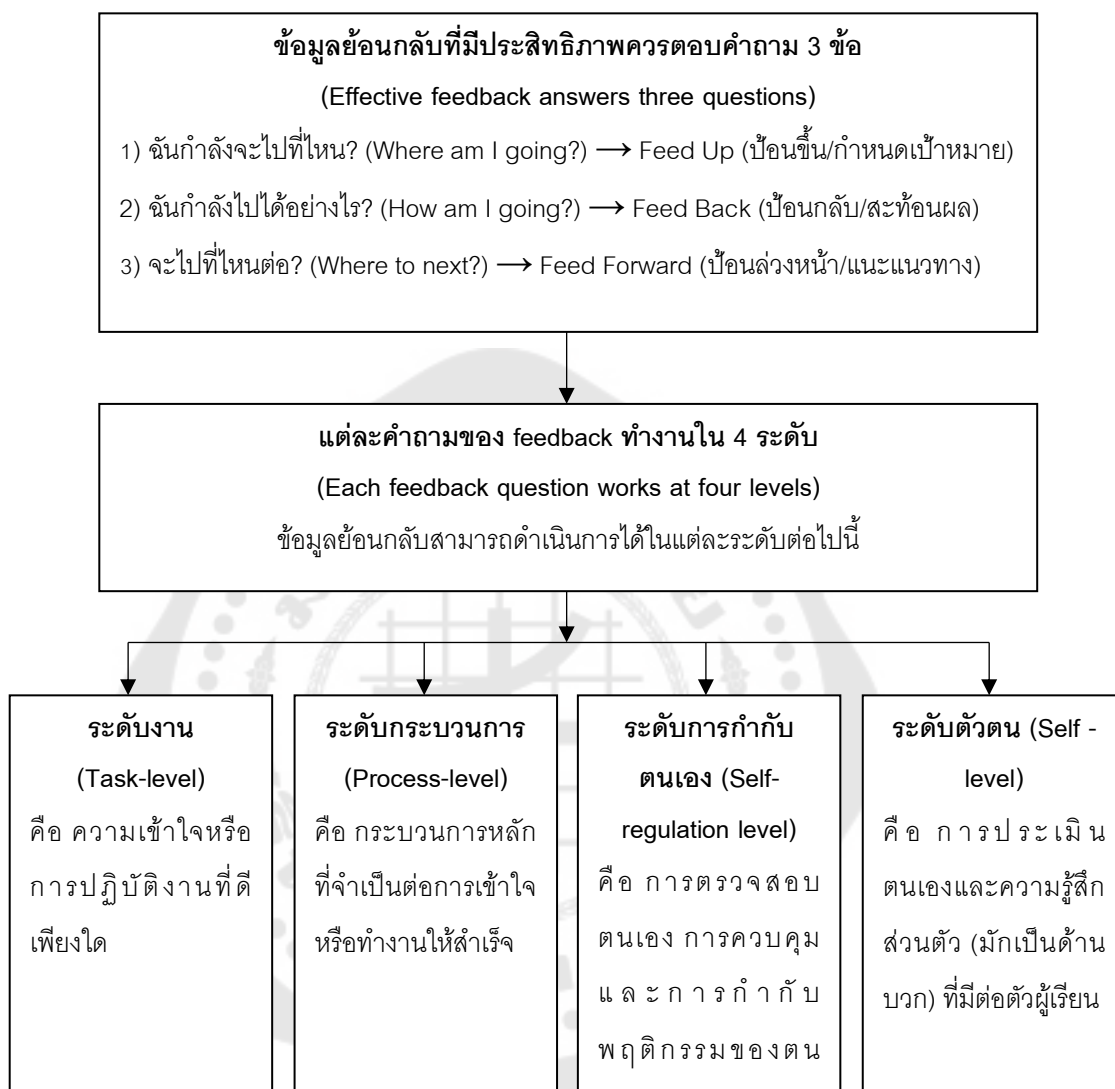 ข้อมูลย้อนกลับที่มีประสิทธิภาพควรตอบคำถาม 3 ข้อ
(Effective feedback answers three questions)
1) ฉันกำลังจะไปที่ไหน? (Where am I going?) → Feed Up (ป้อนขึ้น/กำหนดเป้าหมาย)
2) ฉันกำลังไปได้อย่างไร? (How am I going?) → Feed Back (ป้อนกลับ/สะท้อนผล)
3) จะไปที่ไหนต่อ? (Where to next?) → Feed Forward (ป้อนล่วงหน้า/แนะแนวทาง)
แต่ละคำถามของ feedback ทำงานใน 4 ระดับ
(Each feedback question works at four levels)
ข้อมูลย้อนกลับสามารถดำเนินการได้ในแต่ละระดับต่อไปนี้
ระดับงาน
(Task-level)
คือ ความเข้าใจหรือ
การปฏิบัติงานที่ดี
เพียงใด
ระดับกระบวนการ
(Process-level)
คือ กระบวนการหลัก
ที่จำเป็นต่อการเข้าใจ
หรือทำงานให้สำเร็จ
ระดับการกำกับ
ตนเอง (Self-
regulation level)
คือ การตรวจสอบ
ตนเอง การควบคุม
และการกำกับ
พฤติกรรมของตน
ระดับตัวตน (Self -
level)
คือ การประเมิน
ตนเองและความรู้สึก
ส่วนตัว (มักเป็นด้าน
บวก) ที่มีต่อตัวผู้เรียน